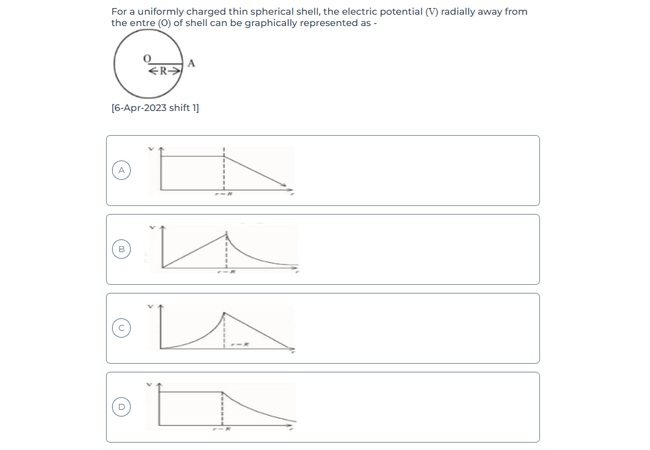 For a uniformly charged thin spherical shell, the electric potential (V) radially away from
the entre (O) of shell can be graphically represented as -
O
R
A
[6-Apr-2023 shift 1]
A
V
r = R
r
B
V
r = R
r
C
V
r = R
r
D
V
r = R
r